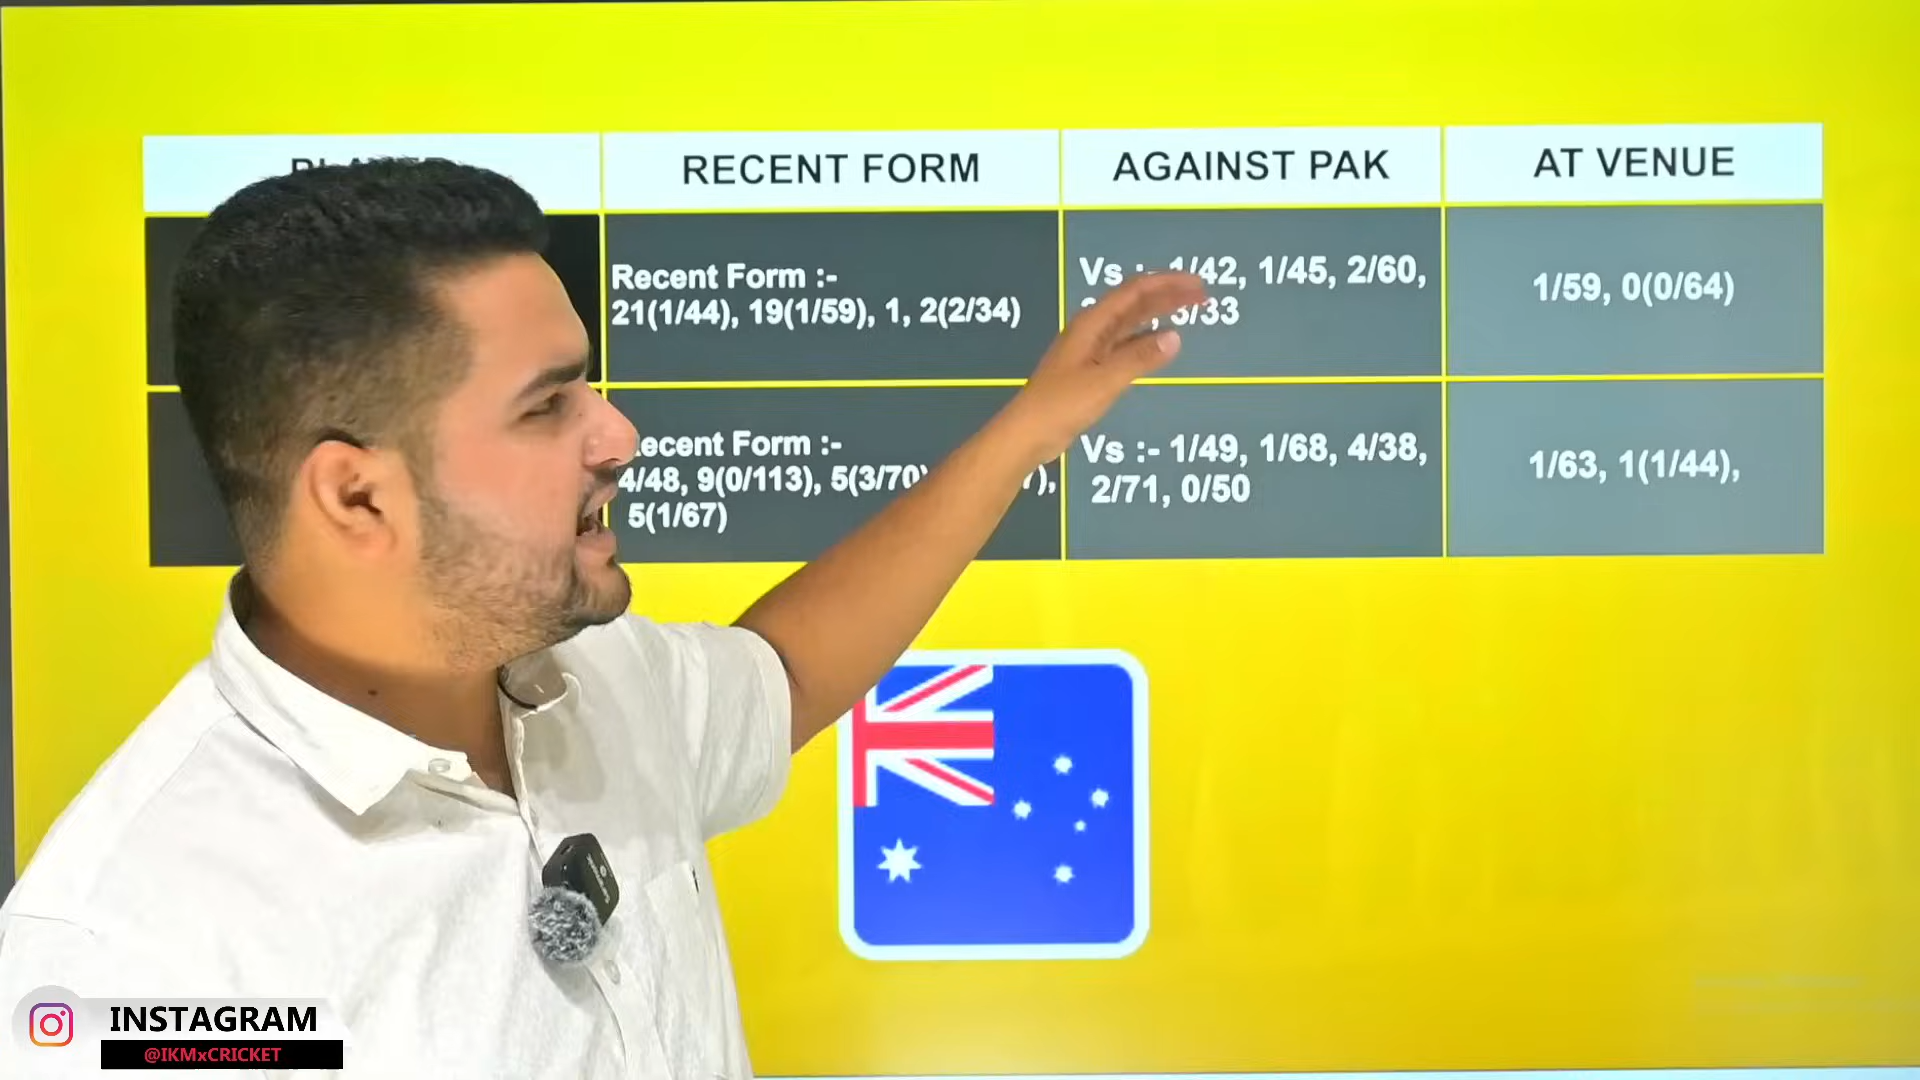 RECENT FORM
AGAINST PAK
AT VENUE
Recent Form :-
21(1/44), 19(1/59), 1, 2(2/34)
Vs :- 1/42, 1/45, 2/60,
3/33
1/59, 0(0/64)
Recent Form :-
4/48, 9(0/113), 5(3/70)
5(1/67)
Vs :- 1/49, 1/68, 4/38,
2/71, 0/50
1/63, 1(1/44),
INSTAGRAM
@IKMxCRICKET